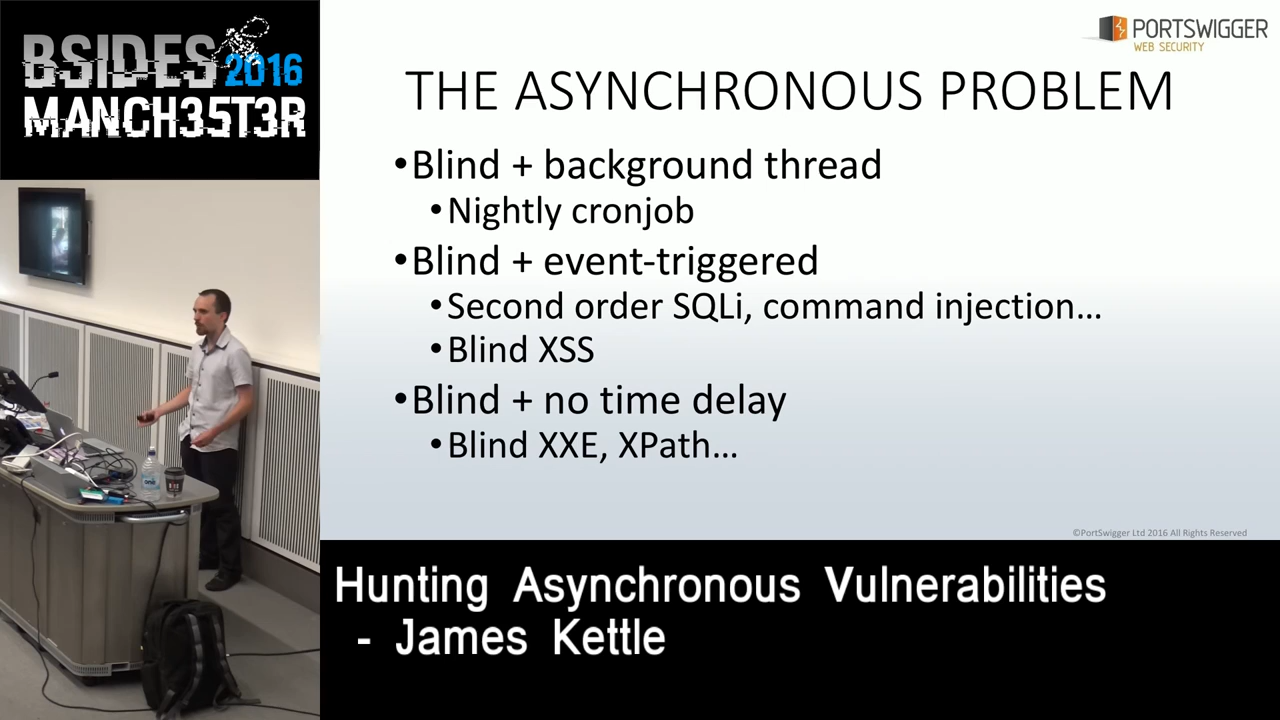 BSIDES 2016
MANCH35T3R
PORTSWIGGER
WEB SECURITY
THE ASYNCHRONOUS PROBLEM
•Blind + background thread
•Nightly cronjob
•Blind + event-triggered
•Second order SQLi, command injection…
•Blind XSS
•Blind + no time delay
•Blind XXE, XPath…
©PortSwigger Ltd 2016 All Rights Reserved
Hunting Asynchronous Vulnerabilities
- James Kettle